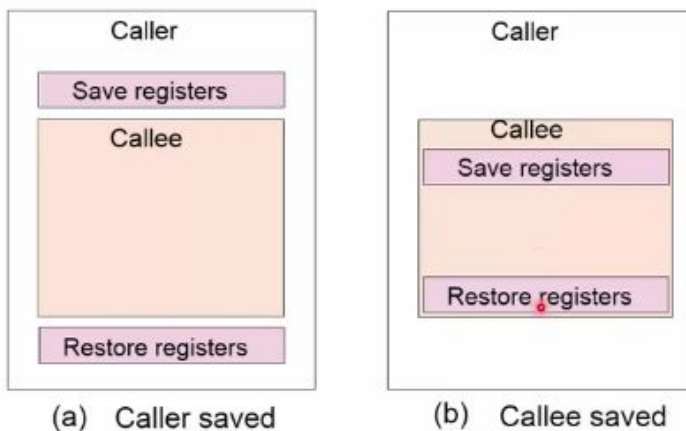 Caller
Save registers
Callee
Restore registers
(a) Caller saved
Caller
Callee
Save registers
Restore registers
(b) Callee saved